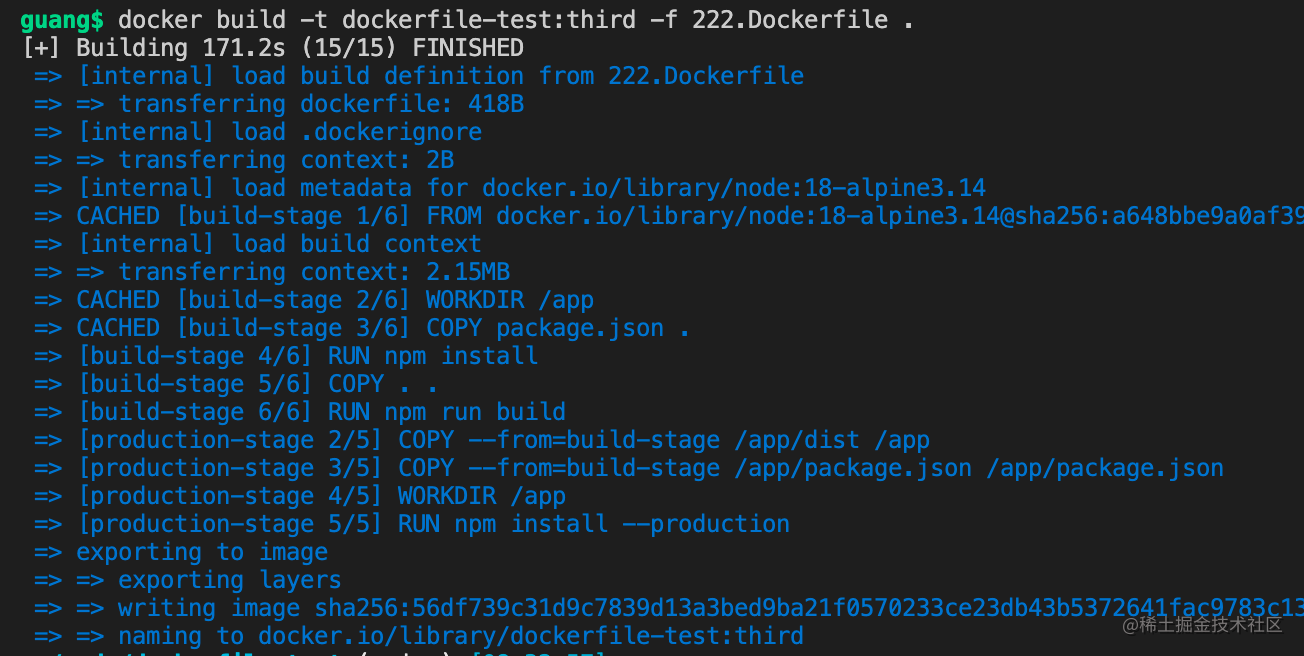 guang$ docker build -t dockerfile-test:third -f 222.Dockerfile .
[+] Building 171.2s (15/15) FINISHED
=> [internal] load build definition from 222.Dockerfile
=> => transferring dockerfile: 418B
=> [internal] load .dockerignore
=> => transferring context: 2B
=> [internal] load metadata for docker.io/library/node:18-alpine3.14
=> CACHED [build-stage 1/6] FROM docker.io/library/node:18-alpine3.14@sha256:a648bbe9a0af39
=> [internal] load build context
=> => transferring context: 2.15MB
=> CACHED [build-stage 2/6] WORKDIR /app
=> CACHED [build-stage 3/6] COPY package.json .
=> [build-stage 4/6] RUN npm install
=> [build-stage 5/6] COPY . .
=> [build-stage 6/6] RUN npm run build
=> [production-stage 2/5] COPY --from=build-stage /app/dist /app
=> [production-stage 3/5] COPY --from=build-stage /app/package.json /app/package.json
=> [production-stage 4/5] WORKDIR /app
=> [production-stage 5/5] RUN npm install --production
=> exporting to image
=> => exporting layers
=> => writing image sha256:56df739c31d9c7839d13a3bed9ba21f0570233ce23db43b5372641fac9783c13
=> => naming to docker.io/library/dockerfile-test:third
@稀土掘金技术社区